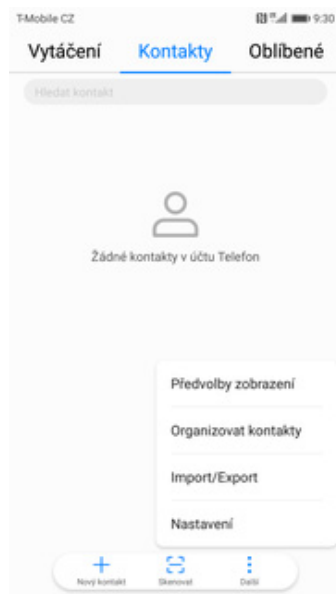 T-Mobile CZ 9:30
Vytáčení Kontakty Oblíbené
Hledat kontakt
Žádné kontakty v účtu Telefon
Předvolby zobrazení
Organizovat kontakty
Import/Export
Nastavení
Nový kontakt Skenovat Další